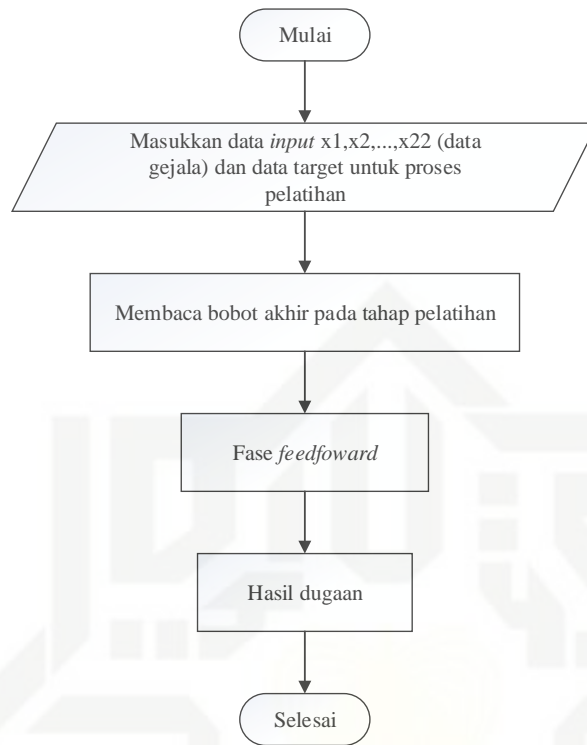 Mulai
Masukkan data input x1,x2,...,x22 (data
gejala) dan data target untuk proses
pelatihan
Membaca bobot akhir pada tahap pelatihan
Fase feedfoward
Hasil dugaan
Selesai